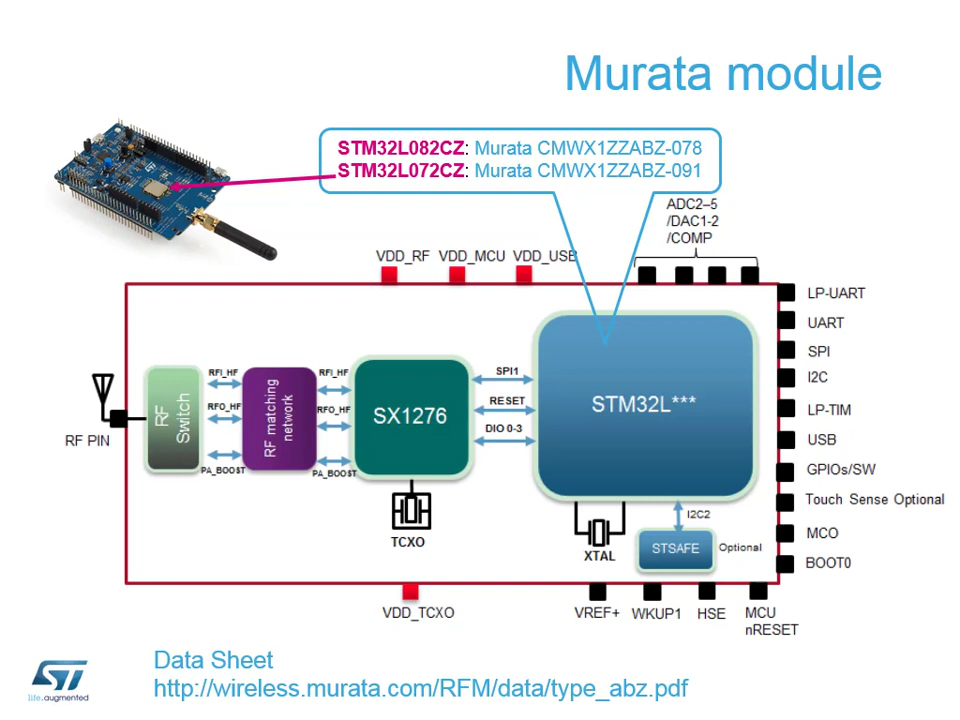 Murata module
STM32L082CZ: Murata CMWX1ZZABZ-078
STM32L072CZ: Murata CMWX1ZZABZ-091
ADC2–5
/DAC1-2
/COMP
VDD_RF
VDD_MCU
VDD_USB
LP-UART
UART
SPI
I2C
LP-TIM
USB
GPIOs/SW
Touch Sense Optional
MCO
BOOT0
RF PIN
RF
Switch
RFI_HF
RFO_HF
PA_BOOST
RF matching
network
RFI_HF
RFO_HF
PA_BOOST
SX1276
SPI1
RESET
DIO 0-3
STM32L***
TCXO
XTAL
I2C2
STSAFE
Optional
VDD_TCXO
VREF+
WKUP1
HSE
MCU
nRESET
Data Sheet
http://wireless.murata.com/RFM/data/type_abz.pdf
ST
life.augmented